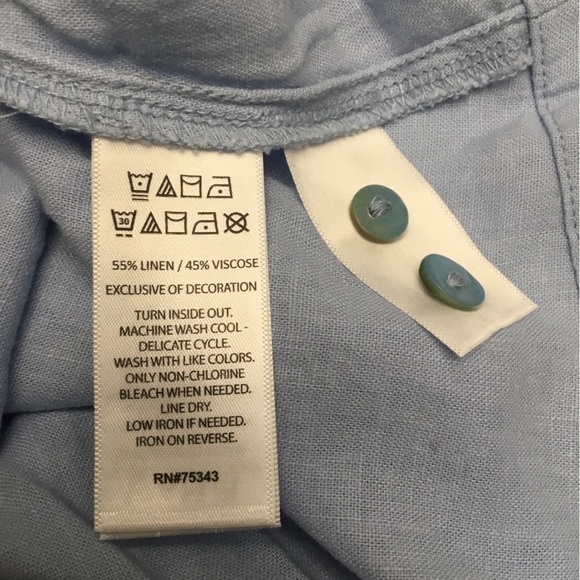 30
55% LINEN / 45% VISCOSE
EXCLUSIVE OF DECORATION
TURN INSIDE OUT.
MACHINE WASH COOL -
DELICATE CYCLE.
WASH WITH LIKE COLORS.
ONLY NON-CHLORINE
BLEACH WHEN NEEDED.
LINE DRY.
LOW IRON IF NEEDED.
IRON ON REVERSE.
RN#75343